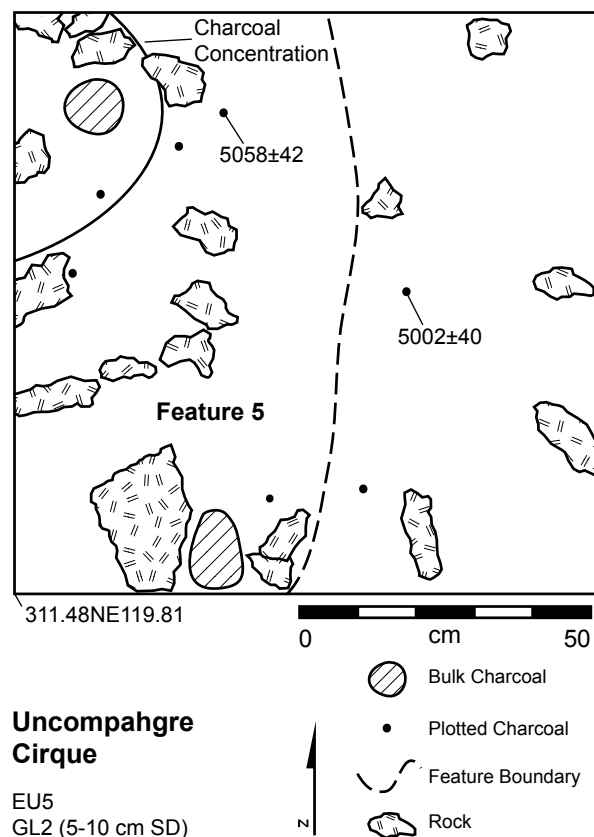 Charcoal
Concentration
5058±42
5002±40
Feature 5
311.48NE119.81
0 cm 50
Bulk Charcoal
Uncompahgre
Cirque
Plotted Charcoal
Feature Boundary
EU5
GL2 (5-10 cm SD)
N
Rock